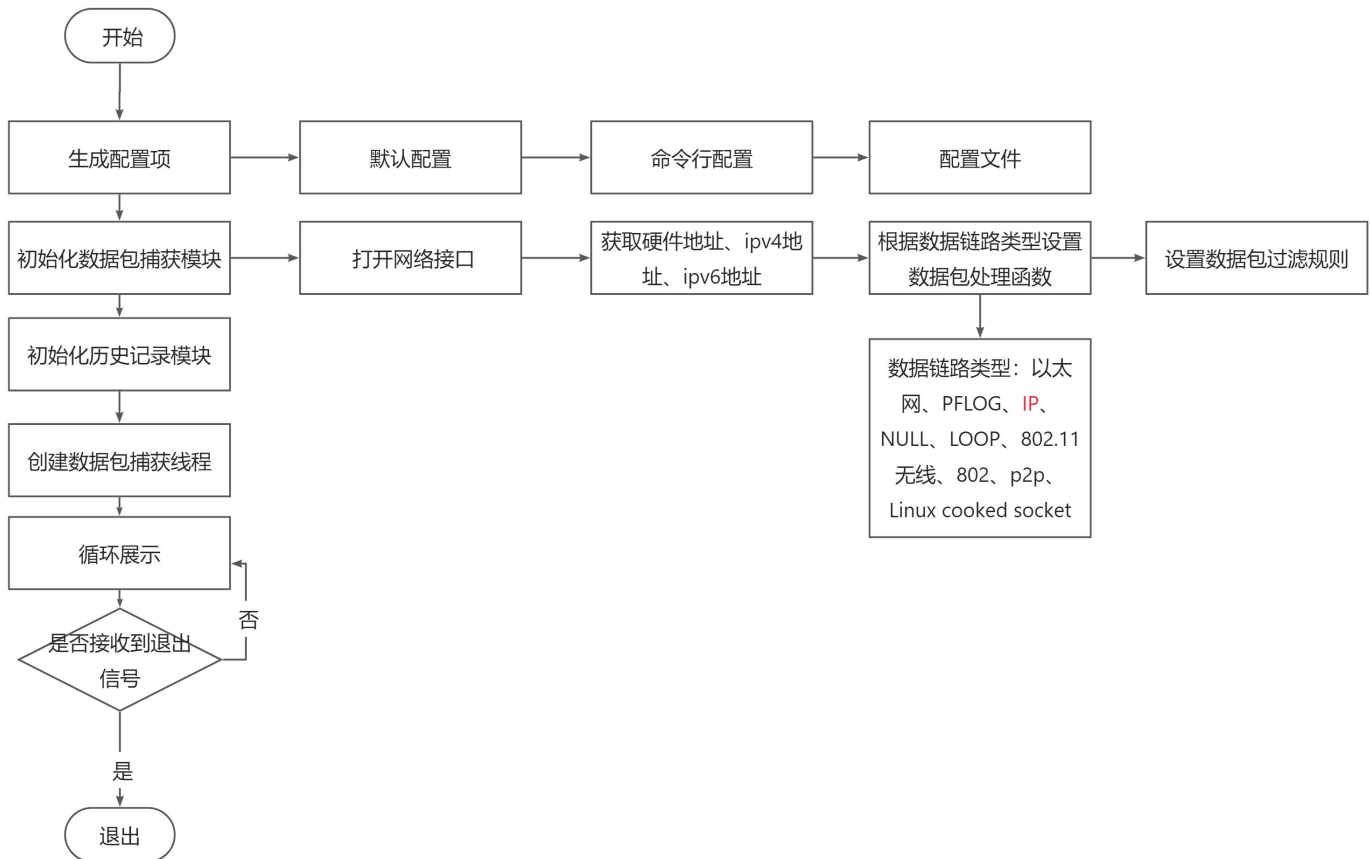 开始
生成配置项
默认配置
命令行配置
配置文件
初始化数据包捕获模块
打开网络接口
获取硬件地址、ipv4地
址、ipv6地址
根据数据链路类型设置
数据包处理函数
设置数据包过滤规则
初始化历史记录模块
数据链路类型：以太
网、PFLOG、IP、
NULL、LOOP、802.11
无线、802、p2p、
Linux cooked socket
创建数据包捕获线程
循环展示
否
是否接收到退出
信号
是
退出